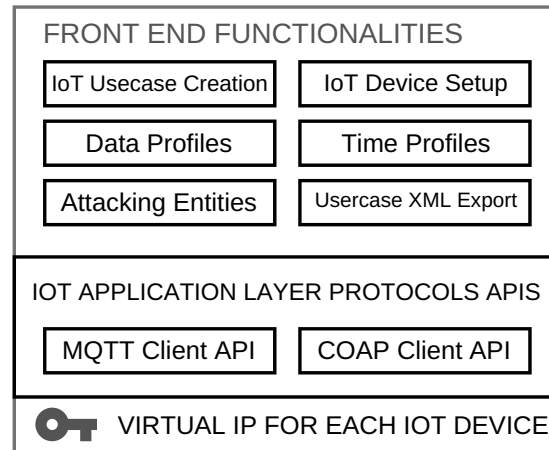 FRONT END FUNCTIONALITIES
IoT Usecase Creation
IoT Device Setup
Data Profiles
Time Profiles
Attacking Entities
Usercase XML Export
IOT APPLICATION LAYER PROTOCOLS APIS
MQTT Client API
COAP Client API
VIRTUAL IP FOR EACH IOT DEVICE